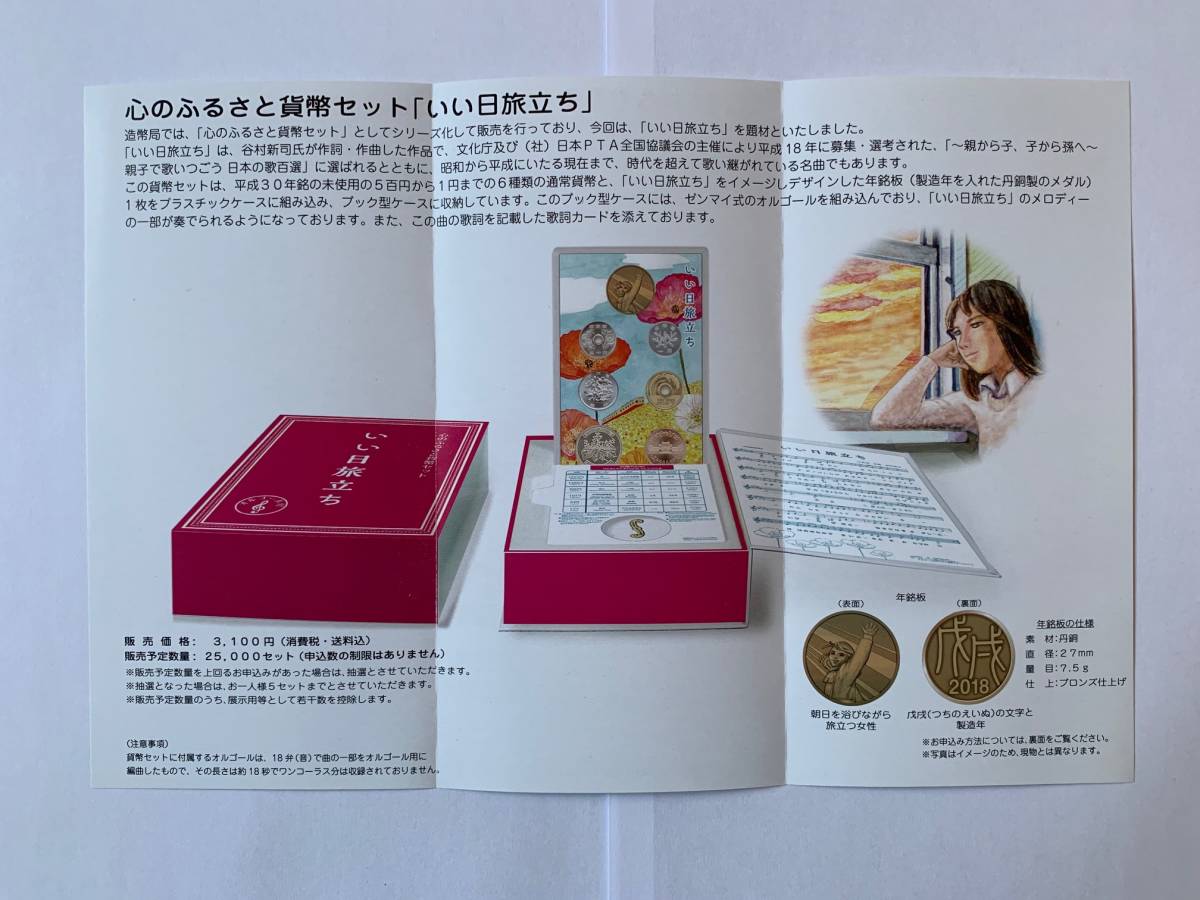 心のふるさと貨幣セット「いい日旅立ち」
造幣局では、「心のふるさと貨幣セット」としてシリーズ化して販売を行っており、今回は、「いい日旅立ち」を題材といたしました。
「いい日旅立ち」は、谷村新司氏が作詞・作曲した作品で、文化庁及び（社）日本ＰＴＡ全国協議会の主催により平成18年に募集・選考された、「～親から子、子から孫へ～
親子で歌いつごう 日本の歌百選」に選ばれるとともに、昭和から平成にいたる現在まで、時代を超えて歌い継がれている名曲でもあります。
この貨幣セットは、平成３０年銘の未使用の５百円から１円までの６種類の通常貨幣と、「いい日旅立ち」をイメージしデザインした年銘板（製造年を入れた丹銅製のメダル）
１枚をプラスチックケースに組み込み、ブック型ケースに収納しています。このブック型ケースには、ゼンマイ式のオルゴールを組み込んでおり、「いい日旅立ち」のメロディー
の一部が奏でられるようになっております。また、この曲の歌詞を記載した歌詞カードを添えております。
いい日旅立ち
心のふるさと貨幣セット
いい日旅立ち
いい日旅立ち
販売価格： 3,100円（消費税・送料込）
販売予定数量：25,000セット（申込数の制限はありません）
※販売予定数量を上回るお申込みがあった場合は、抽選とさせていただきます。
※抽選となった場合は、お一人様５セットまでとさせていただきます。
※販売予定数量のうち、展示用等として若干数を控除します。
（注意事項）
貨幣セットに付属するオルゴールは、18弁（音）で曲の一部をオルゴール用に
編曲したもので、その長さは約18秒でワンコーラス分は収録されておりません。
年銘板
（表面）
（裏面）
戊戌
2018
朝日を浴びながら
旅立つ女性
戊戌（つちのえいぬ）の文字と
製造年
年銘板の仕様
素 材：丹銅
直 径：27mm
量 目：7.5g
仕 上：ブロンズ仕上げ
※お申込み方法については、裏面をご覧ください。
※写真はイメージのため、現物とは異なります。